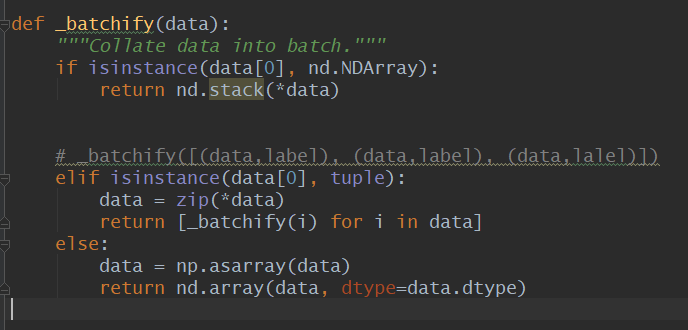 def _batchify(data):
    """Collate data into batch."""
    if isinstance(data[0], nd.NDArray):
        return nd.stack(*data)
    # _batchify([(data,label), (data,label), (data,lalel)])
    elif isinstance(data[0], tuple):
        data = zip(*data)
        return [_batchify(i) for i in data]
    else:
        data = np.asarray(data)
        return nd.array(data, dtype=data.dtype)